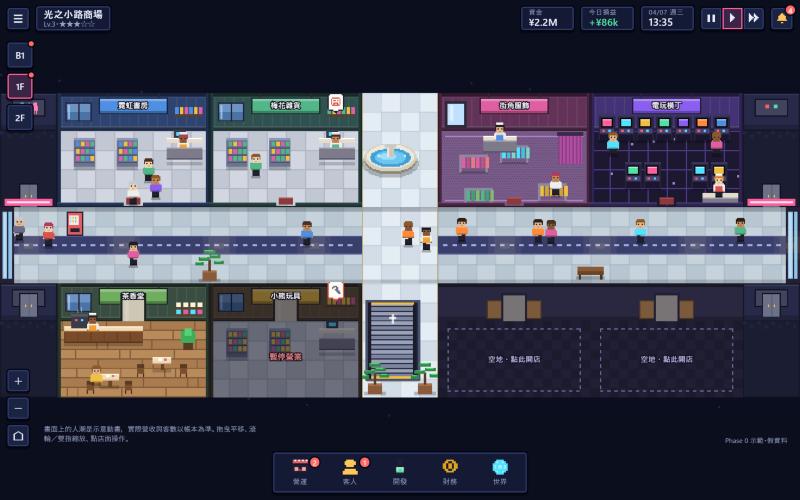 光之小路商場
Lv.3·★★★☆☆
資金
¥2.2M
今日損益
+¥86k
04/07 週三
13:35
4
B1
1F
2F
霓虹書房
梅花雜貨
街角服飾
電玩橫丁
茶香堂
小熊玩具
暫停營業
空地·點此開店
空地·點此開店
畫面上的人潮是示意動畫，實際營收與客數以帳本為準。拖曳平移、滾
輪／雙指縮放、點店面操作。
Phase 0 示範·假資料
2
營運
客人
開發
財務
世界